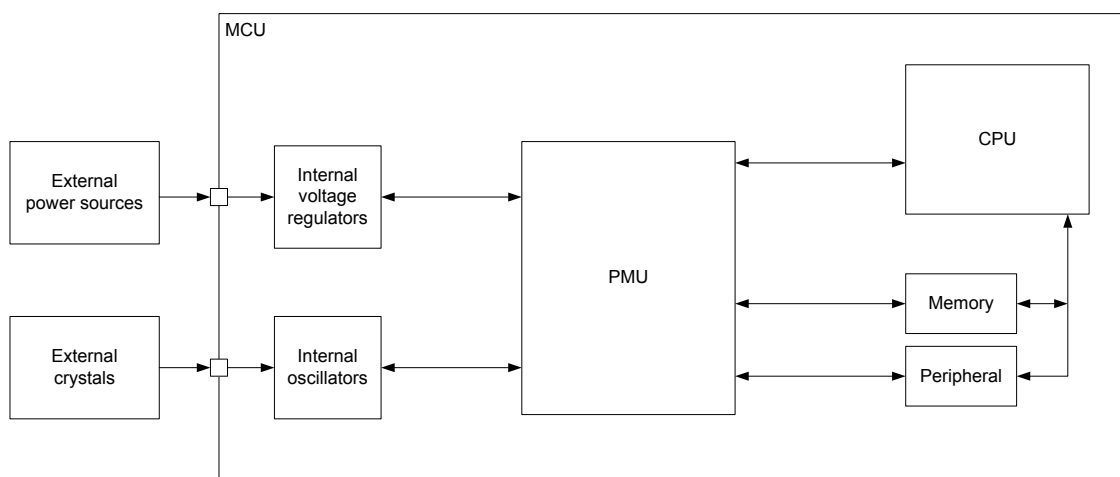 MCU
CPU
External
power sources
Internal
voltage
regulators
PMU
Memory
External
crystals
Internal
oscillators
Peripheral